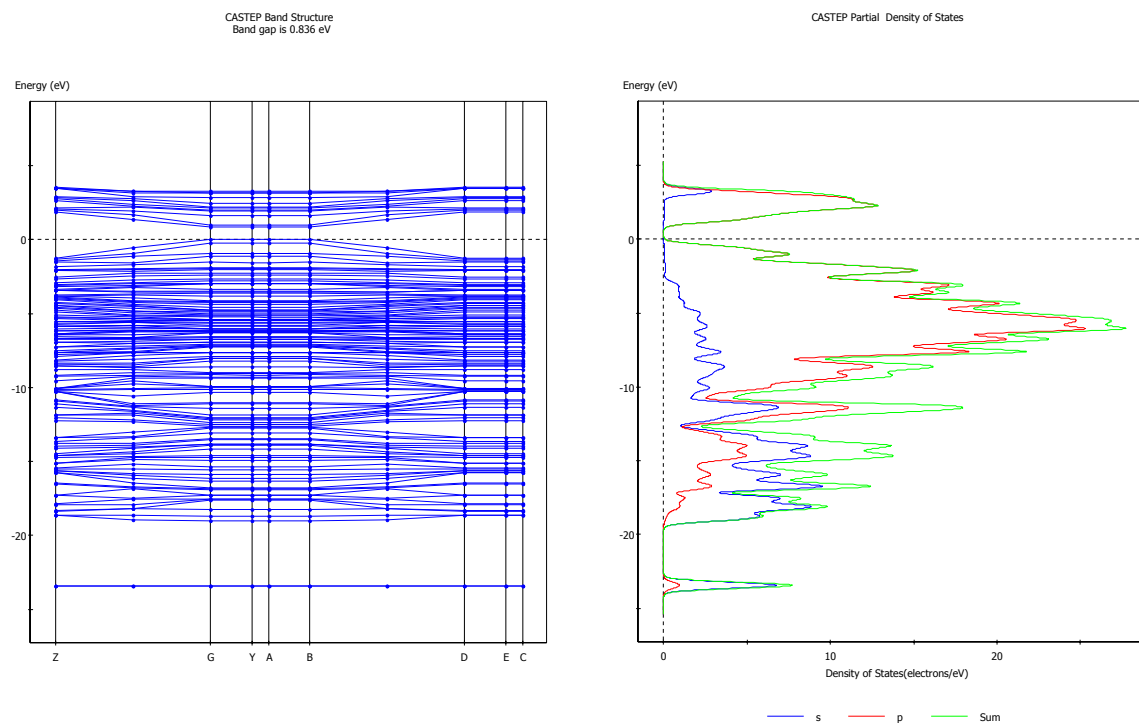 CASTEP Band Structure
Band gap is 0.836 eV
Energy (eV)
0
-10
-20
Z G Y A B D E C
CASTEP Partial Density of States
Energy (eV)
0
-10
-20
0 10 20
Density of States(electrons/eV)
s p Sum